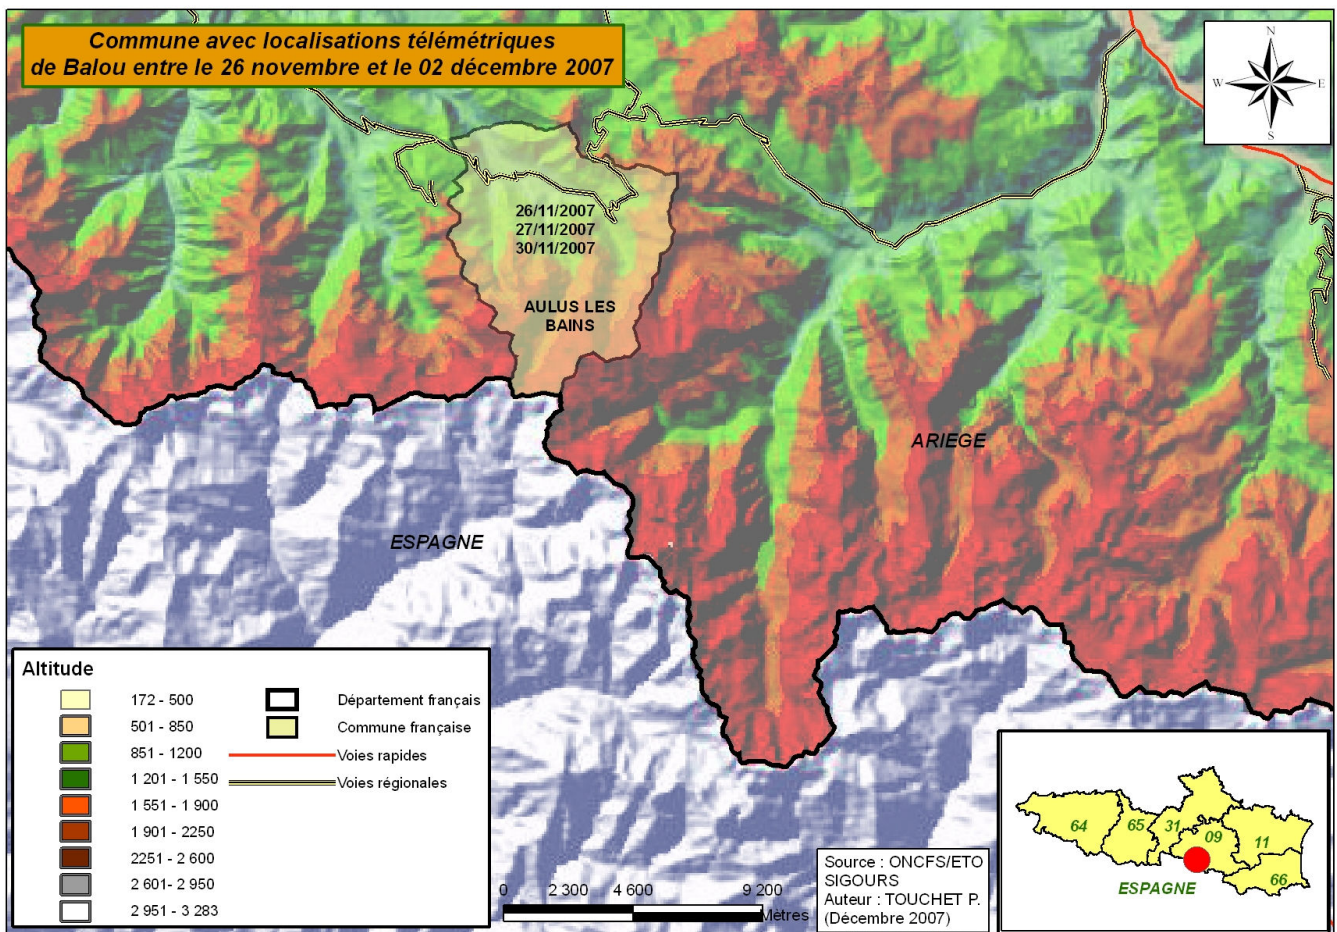 Commune avec localisations télémétriques
de Balou entre le 26 novembre et le 02 décembre 2007
N
W
E
S
26/11/2007
27/11/2007
30/11/2007
AULUS LES
BAINS
ARIEGE
ESPAGNE
Altitude
172 - 500
501 - 850
851 - 1200
1 201 - 1 550
1 551 - 1 900
1 901 - 2250
2251 - 2 600
2 601- 2 950
2 951 - 3 283
Département français
Commune française
Voies rapides
Voies régionales
0
2 300
4 600
9 200
Mètres
Source : ONCFS/ETO
SIGOURS
Auteur : TOUCHET P.
(Décembre 2007)
64
65
31
09
11
66
ESPAGNE